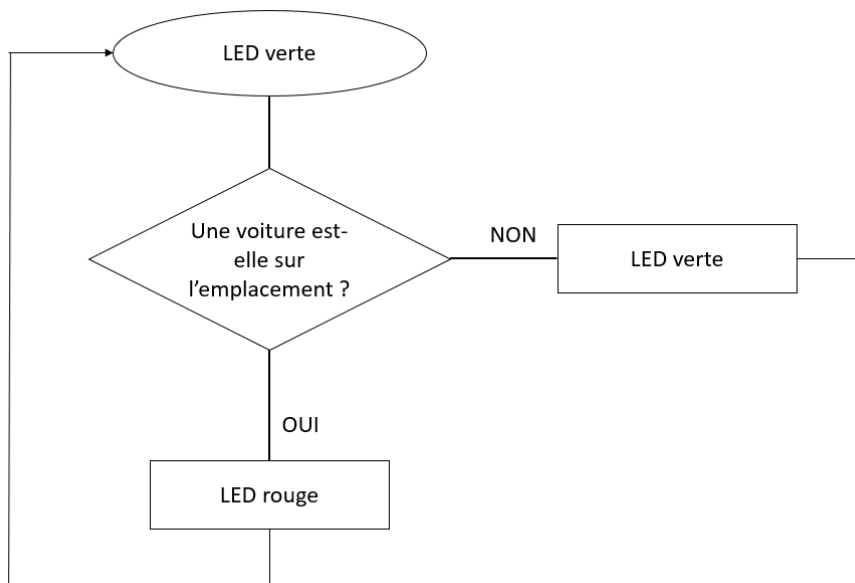 LED verte
Une voiture est-
elle sur
l’emplacement ?
NON
LED verte
OUI
LED rouge